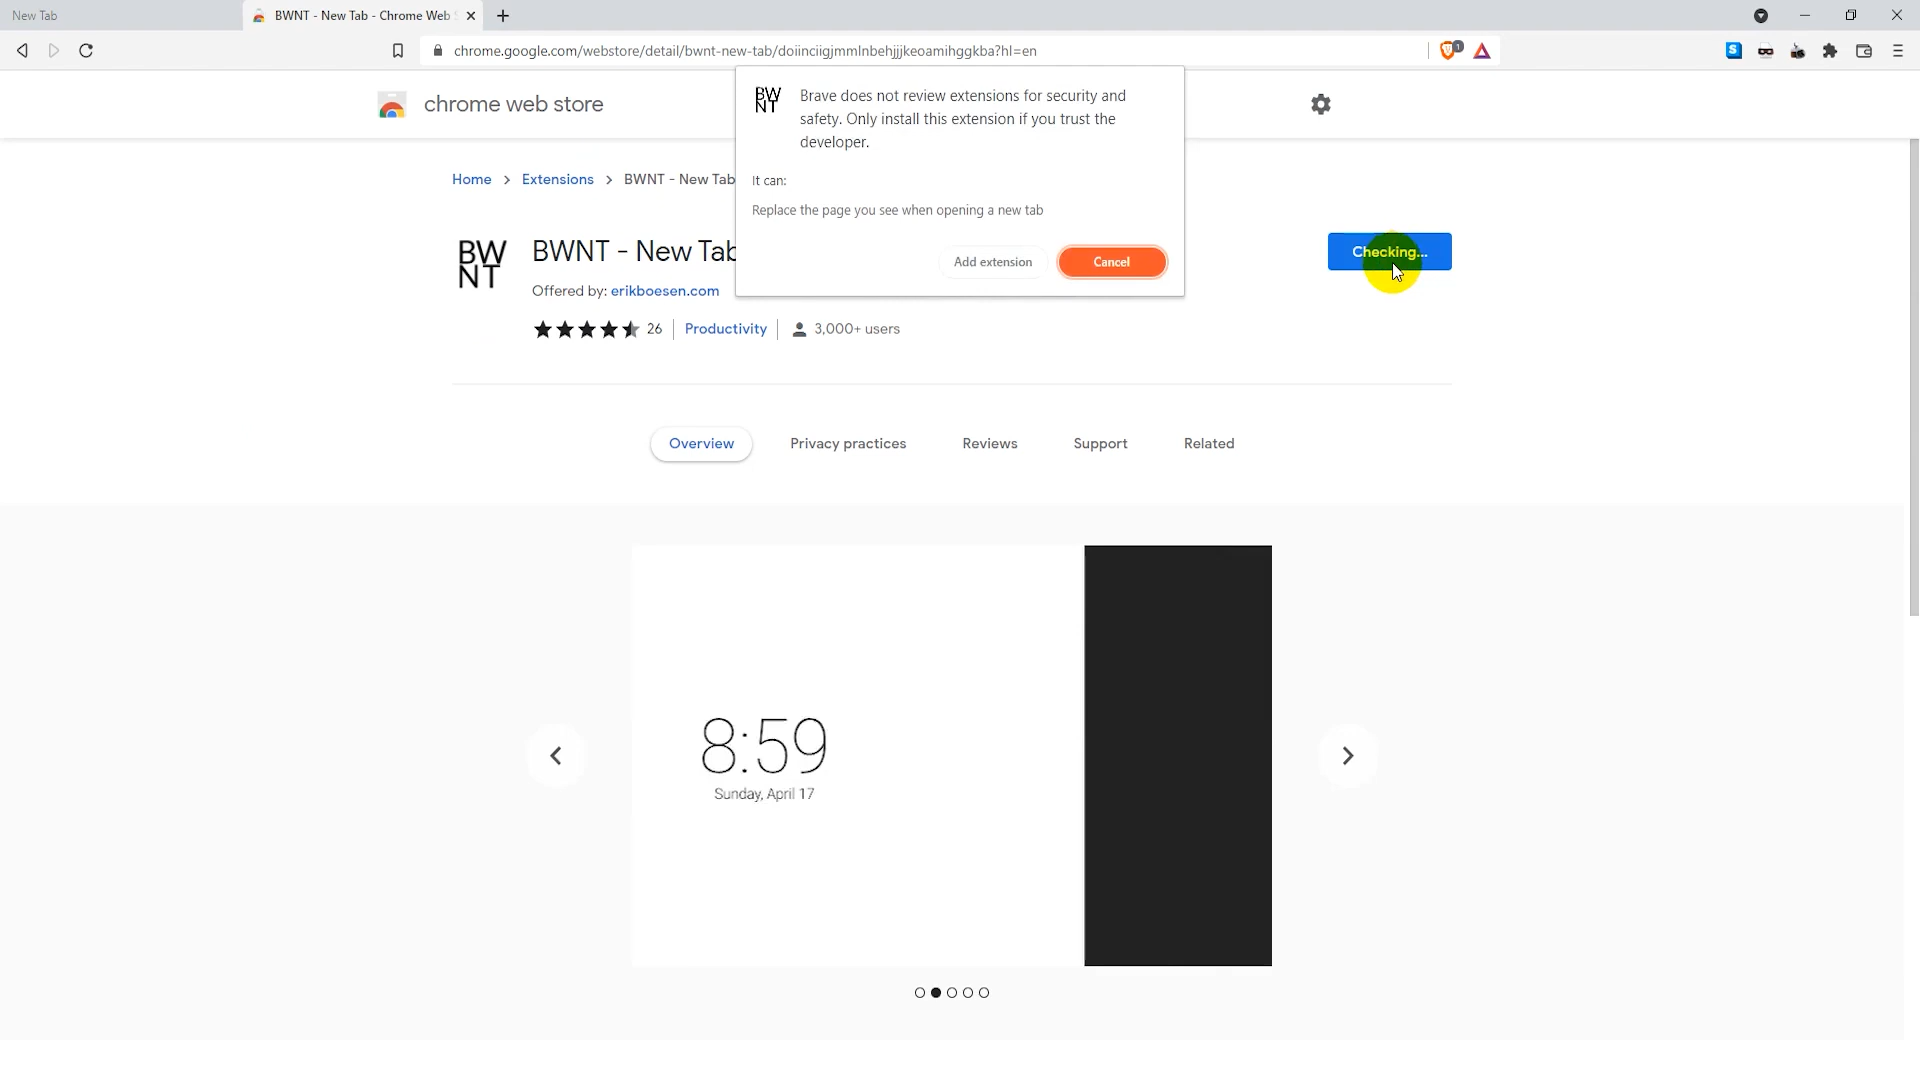 New Tab
BWNT - New Tab - Chrome Web
chrome.google.com/webstore/detail/bwnt-new-tab/doiinciigjmmlnbehjjjkeoamihggkba?hl=en
1
S
chrome web store
BW
NT
Brave does not review extensions for security and
safety. Only install this extension if you trust the
developer.
It can:
Replace the page you see when opening a new tab
Add extension
Cancel
Home
Extensions
BWNT - New Tab
BW
NT
BWNT - New Tab
Checking...
Offered by: erikboesen.com
26
Productivity
3,000+ users
Overview
Privacy practices
Reviews
Support
Related
8:59
Sunday, April 17